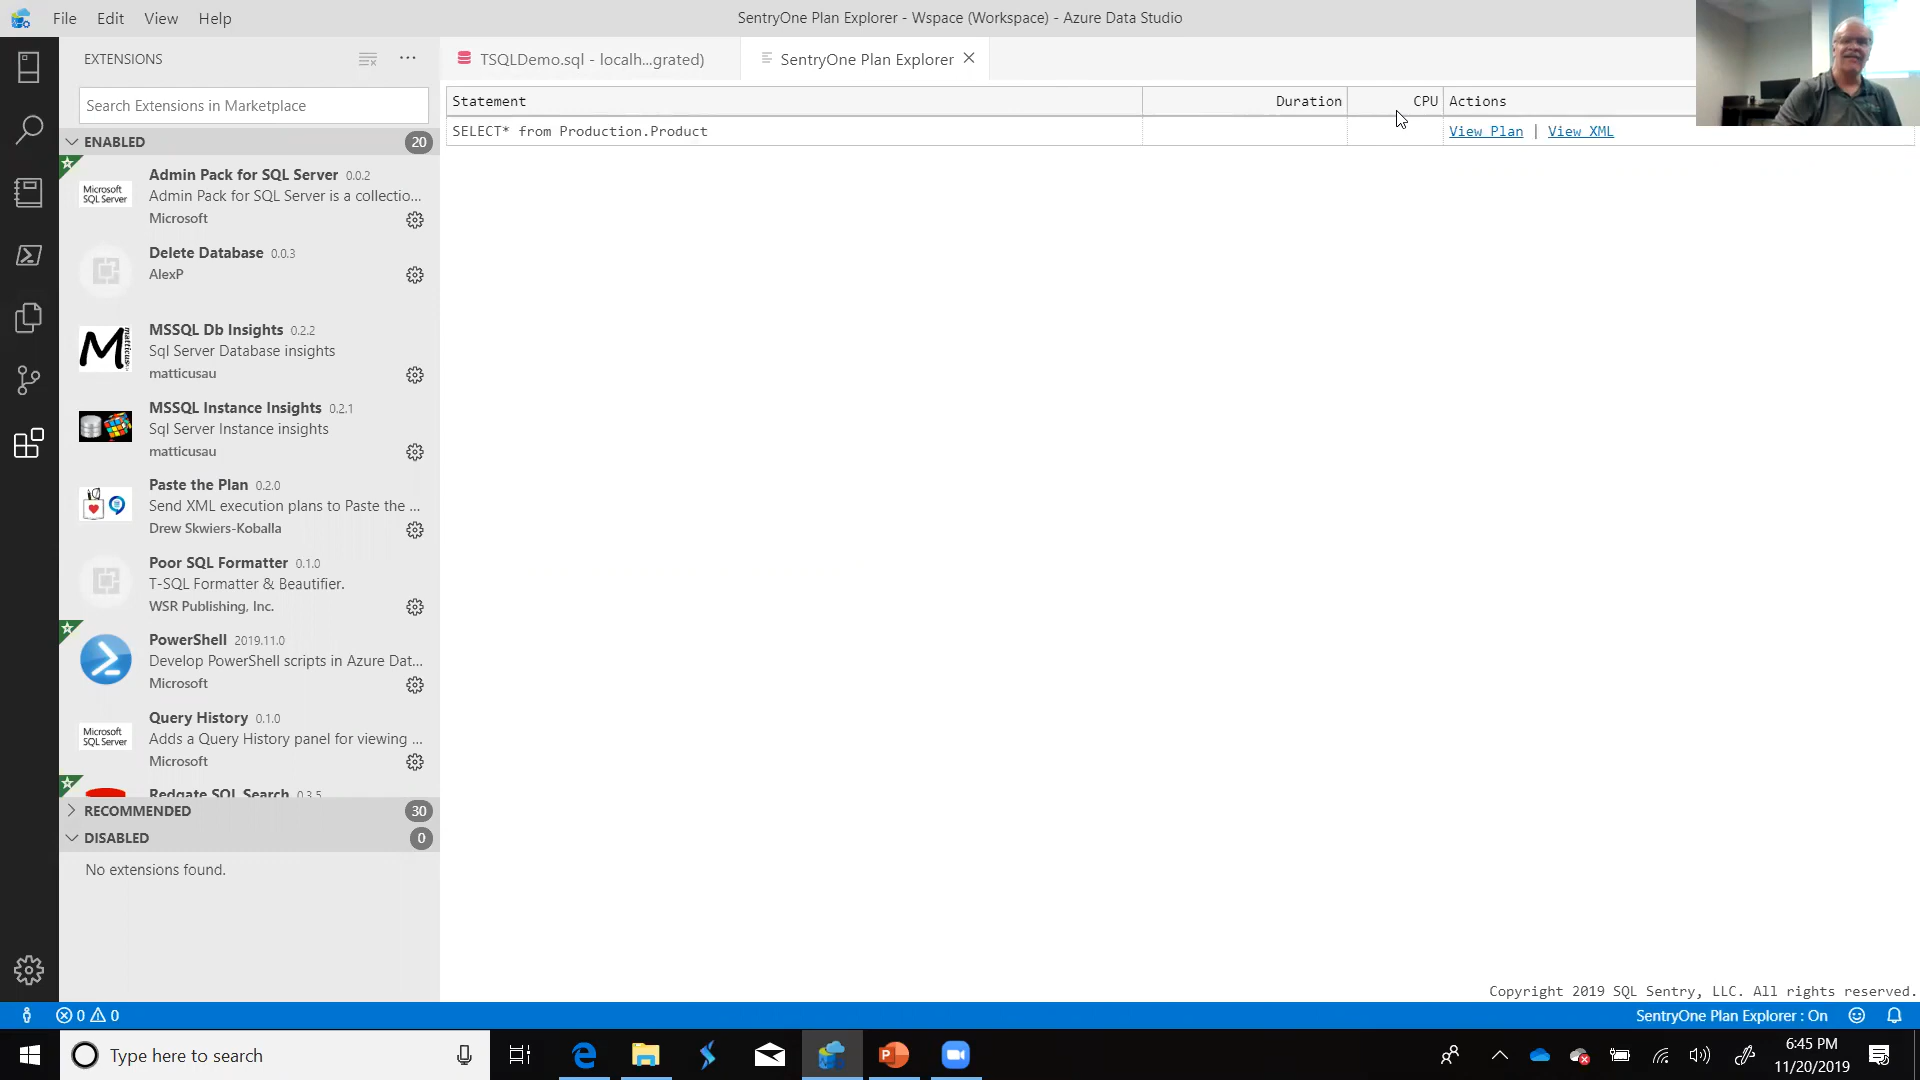 File Edit View Help
SentryOne Plan Explorer - Wspace (Workspace) - Azure Data Studio
EXTENSIONS
TSQLDemo.sql - localh...grated)
SentryOne Plan Explorer
Search Extensions in Marketplace
Statement Duration CPU Actions
SELECT* from Production.Product View Plan | View XML
ENABLED 20
Admin Pack for SQL Server 0.0.2
Admin Pack for SQL Server is a collectio...
Microsoft
Microsoft
SQL Server
Delete Database 0.0.3
AlexP
MSSQL Db Insights 0.2.2
Sql Server Database insights
matticusau
MSSQL Instance Insights 0.2.1
Sql Server Instance insights
matticusau
Paste the Plan 0.2.0
Send XML execution plans to Paste the ...
Drew Skwiers-Koballa
Poor SQL Formatter 0.1.0
T-SQL Formatter & Beautifier.
WSR Publishing, Inc.
PowerShell 2019.11.0
Develop PowerShell scripts in Azure Dat...
Microsoft
Query History 0.1.0
Adds a Query History panel for viewing ...
Microsoft
Microsoft
SQL Server
Redgate SQL Search 0.3.5
RECOMMENDED 30
DISABLED 0
No extensions found.
Copyright 2019 SQL Sentry, LLC. All rights reserved.
0 0
SentryOne Plan Explorer : On
Type here to search
6:45 PM
11/20/2019